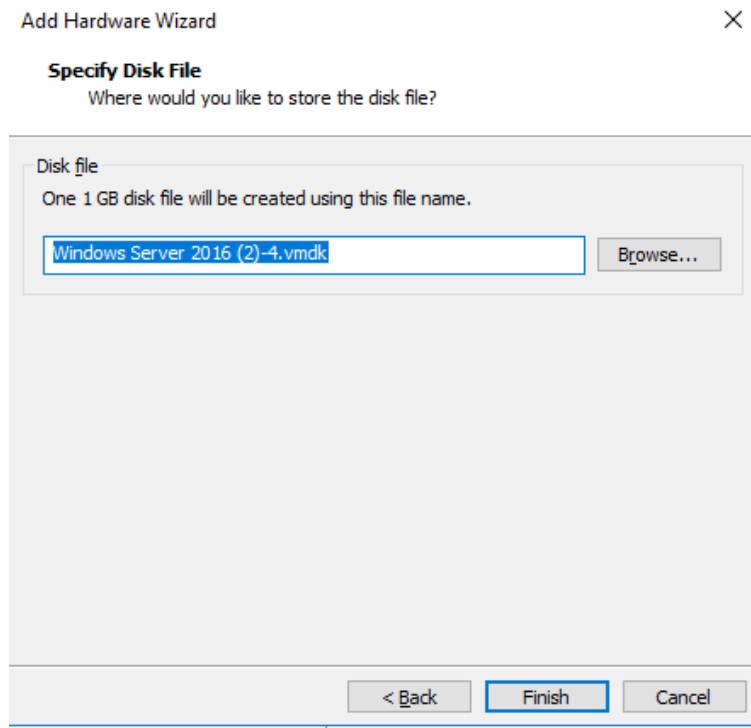 Add Hardware Wizard
Specify Disk File
Where would you like to store the disk file?
Disk file
One 1 GB disk file will be created using this file name.
Windows Server 2016 (2)-4.vmdk
Browse...
< Back
Finish
Cancel